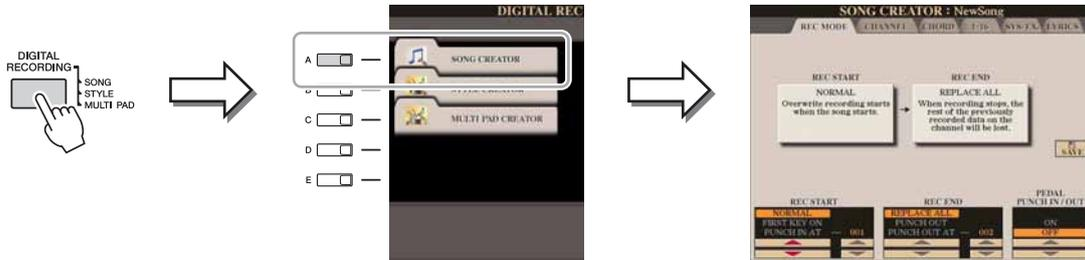 DIGITAL
RECORDING
SONG
STYLE
MULTI PAD
DIGITAL REC
A
SONG CREATOR
B
STYLE CREATOR
C
MULTI PAD CREATOR
D
E
SONG CREATOR : NewSong
REC MODE CHANNEL CHORD 1-16 SYS/EX. LYRICS
REC START
NORMAL
Overwrite recording starts
when the song starts.
REC END
REPLACE ALL
When recording stops, the
rest of the previously
recorded data on the
channel will be lost.
SAVE
REC START
NORMAL
FIRST KEY ON
PUNCH IN AT — 001
REC END
REPLACE ALL
PUNCH OUT
PUNCH OUT AT — 002
PEDAL
PUNCH IN / OUT
ON
OFF